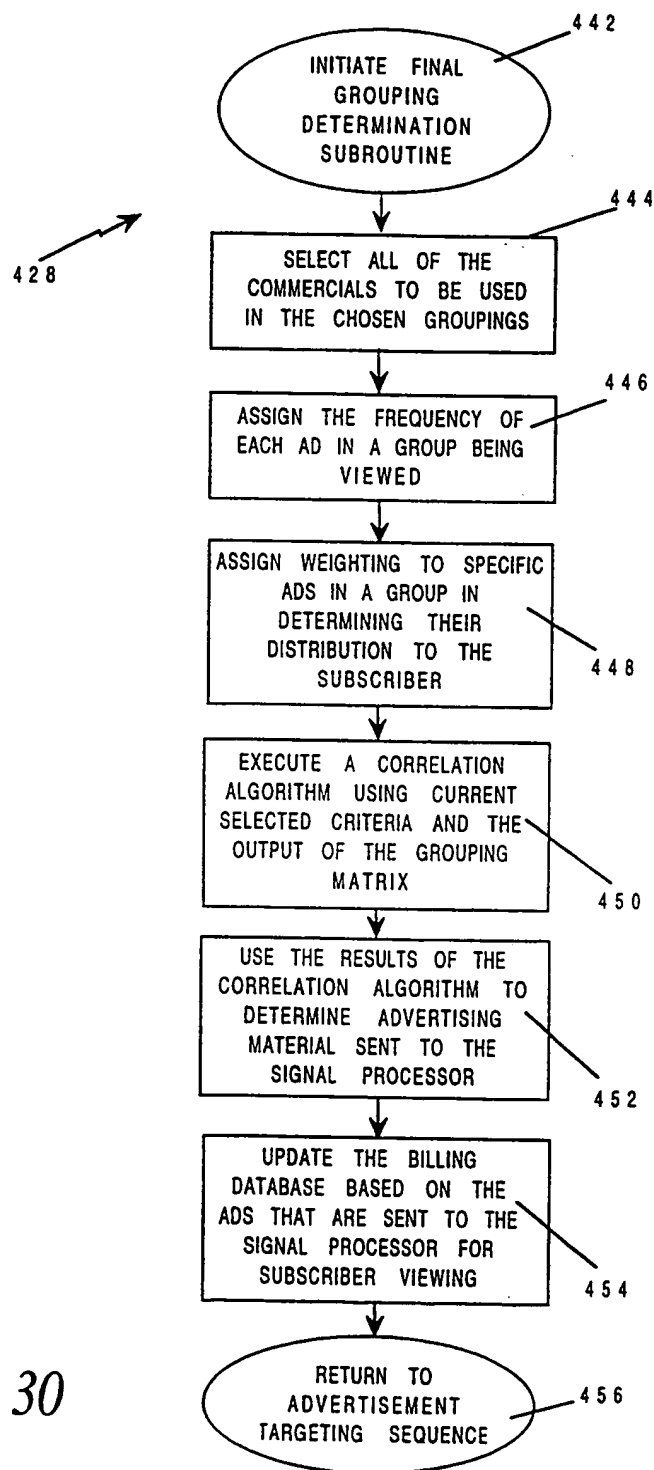 442
INITIATE FINAL
GROUPING
DETERMINATION
SUBROUTINE
428
444
SELECT ALL OF THE
COMMERCIALS TO BE USED
IN THE CHOSEN GROUPINGS
446
ASSIGN THE FREQUENCY OF
EACH AD IN A GROUP BEING
VIEWED
ASSIGN WEIGHTING TO SPECIFIC
ADS IN A GROUP IN
DETERMINING THEIR
DISTRIBUTION TO THE
SUBSCRIBER
448
EXECUTE A CORRELATION
ALGORITHM USING CURRENT
SELECTED CRITERIA AND THE
OUTPUT OF THE GROUPING
MATRIX
450
USE THE RESULTS OF THE
CORRELATION ALGORITHM TO
DETERMINE ADVERTISING
MATERIAL SENT TO THE
SIGNAL PROCESSOR
452
UPDATE THE BILLING
DATABASE BASED ON THE
ADS THAT ARE SENT TO THE
SIGNAL PROCESSOR FOR
SUBSCRIBER VIEWING
454
30
RETURN TO
ADVERTISEMENT
TARGETING SEQUENCE
456